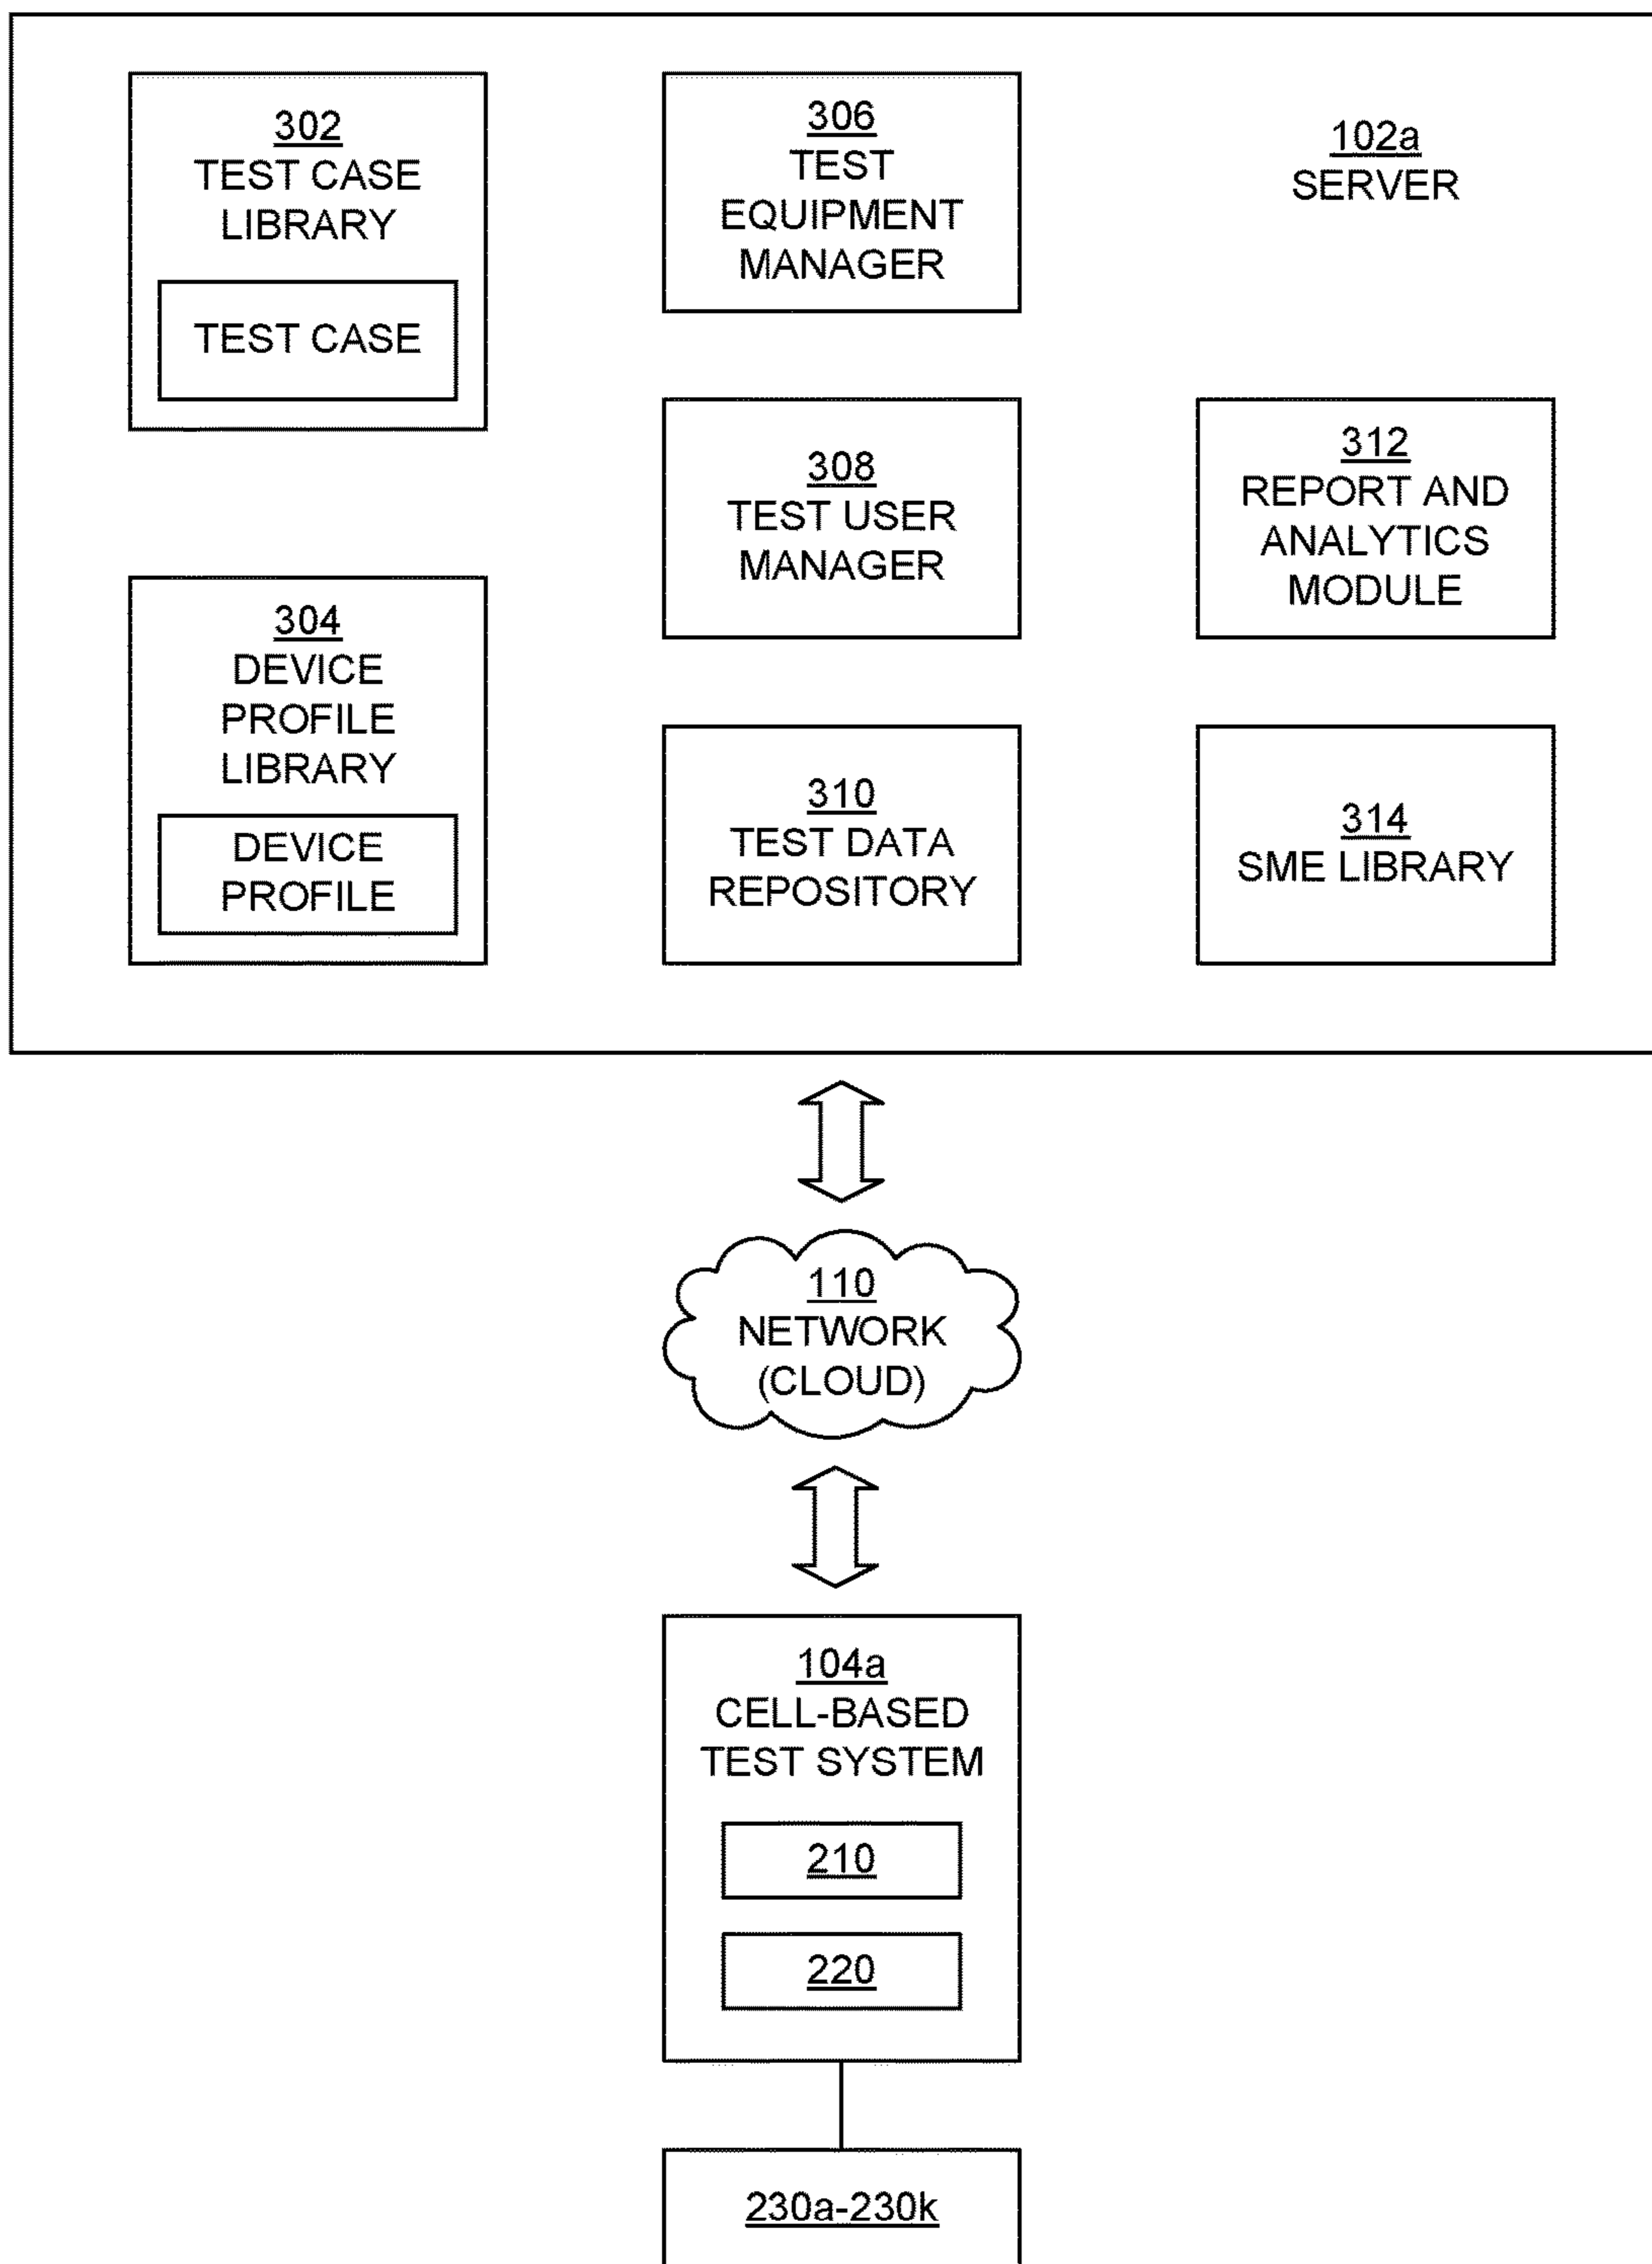 302
TEST CASE
LIBRARY
TEST CASE
304
DEVICE
PROFILE
LIBRARY
DEVICE
PROFILE
306
TEST
EQUIPMENT
MANAGER
308
TEST USER
MANAGER
310
TEST DATA
REPOSITORY
102a
SERVER
312
REPORT AND
ANALYTICS
MODULE
314
SME LIBRARY
110
NETWORK
(CLOUD)
104a
CELL-BASED
TEST SYSTEM
210
220
230a-230k